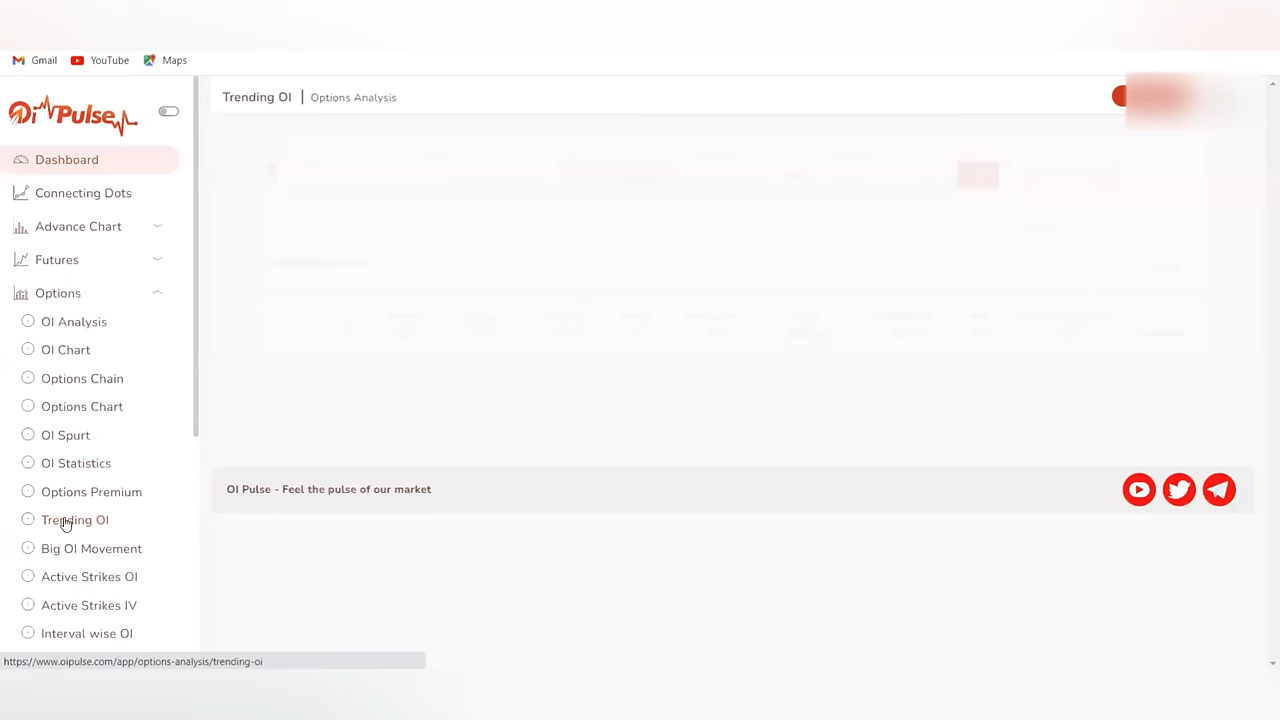 Gmail YouTube Maps
Oi Pulse
Trending OI | Options Analysis
Dashboard
Connecting Dots
Advance Chart
Futures
Options
OI Analysis
OI Chart
Options Chain
Options Chart
OI Spurt
OI Statistics
Options Premium
Trending OI
Big OI Movement
Active Strikes OI
Active Strikes IV
Interval wise OI
OI Pulse - Feel the pulse of our market
https://www.oipulse.com/app/options-analysis/trending-oi